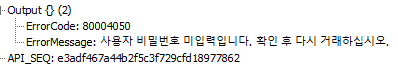 Output {} (2)
ErrorCode: 80004050
ErrorMessage: 사용자 비밀번호 미입력입니다. 확인 후 다시 거래하십시오.
API_SEQ: e3adf467a44b2f5c3f729cfd18977862